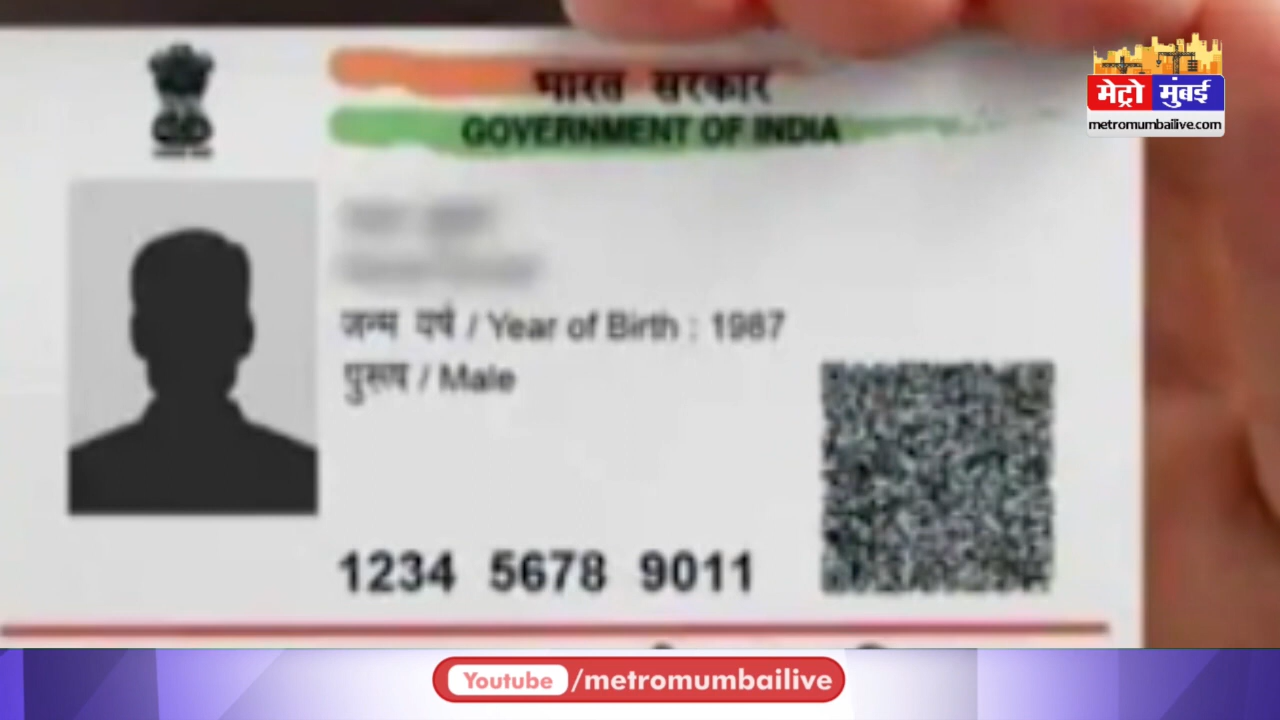 भारत सरकार
GOVERNMENT OF INDIA
जन्म वर्ष / Year of Birth : 1987
पुरूष / Male
1234 5678 9011
मेट्रो मुंबई
metromumbailive.com
Youtube /metromumbailive